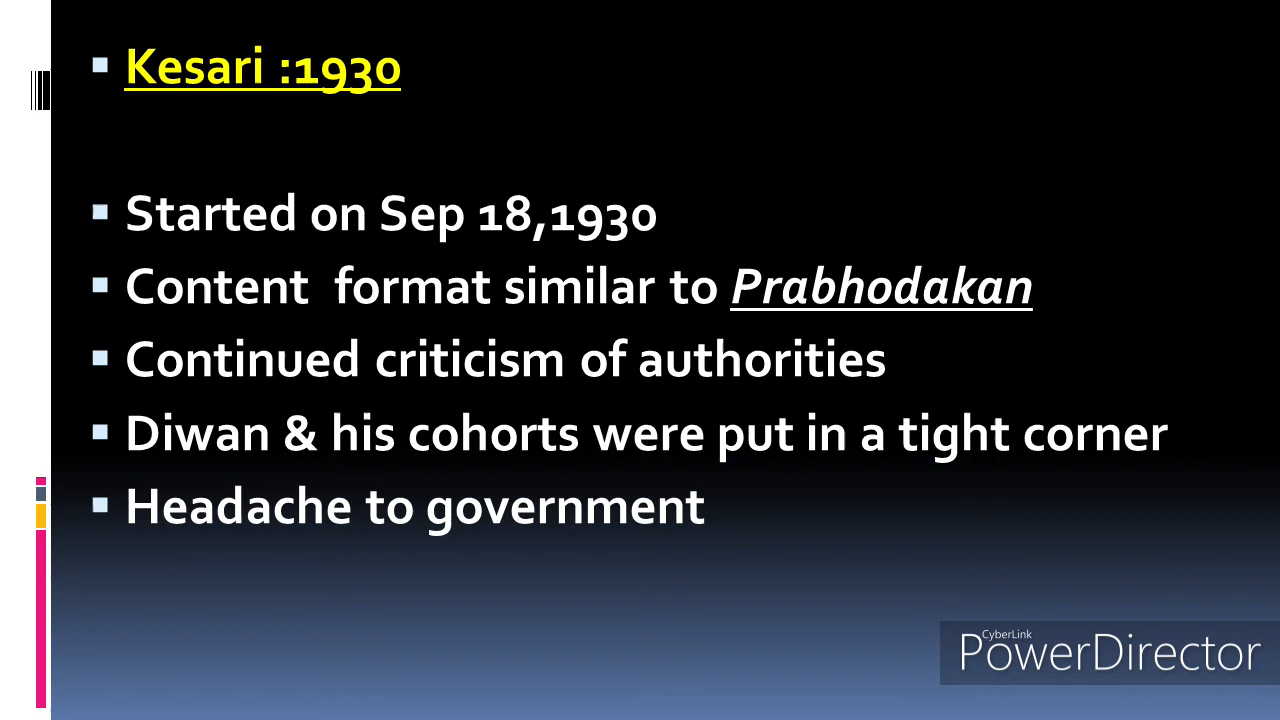 Kesari :1930
Started on Sep 18,1930
Content format similar to Prabhodakan
Continued criticism of authorities
Diwan & his cohorts were put in a tight corner
Headache to government
CyberLink
PowerDirector